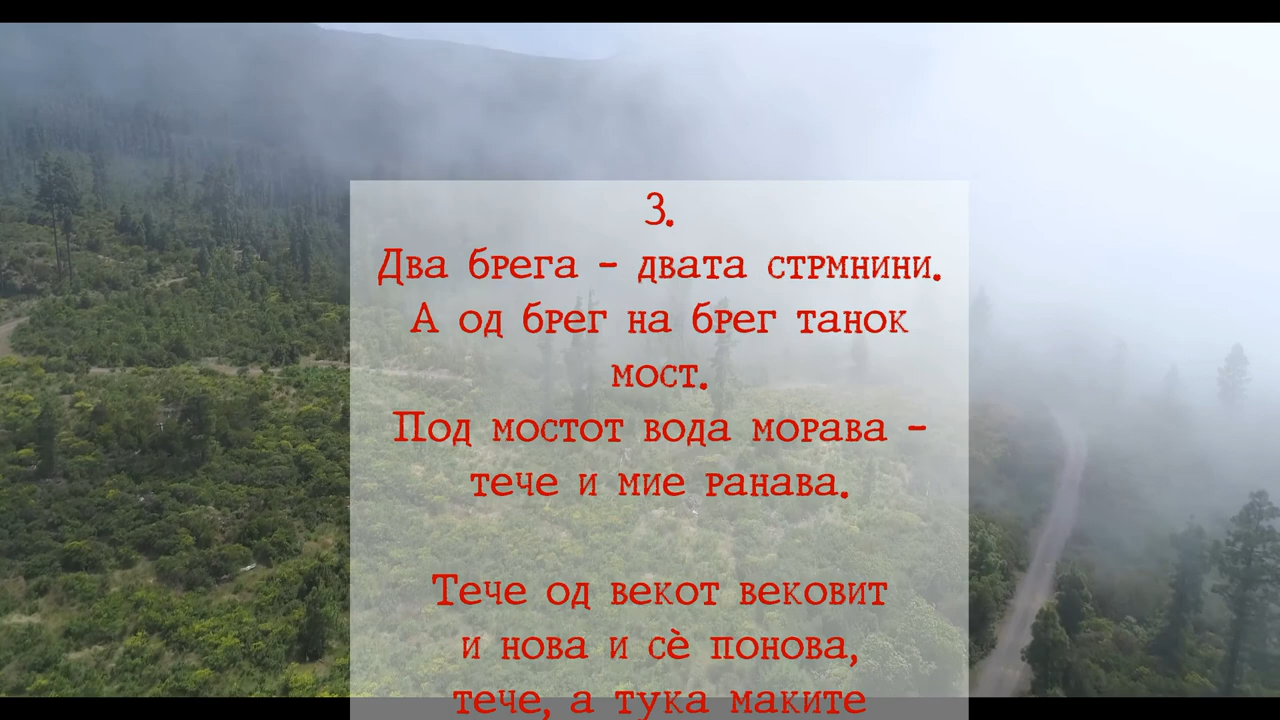 3.
Два брега - двата стрмнини.
А од брег на брег танок
мост.
Под мостот вода морава -
тече и мие ранава.
Тече од векот вековит
и нова и сѐ понова,
тече, а тука маките